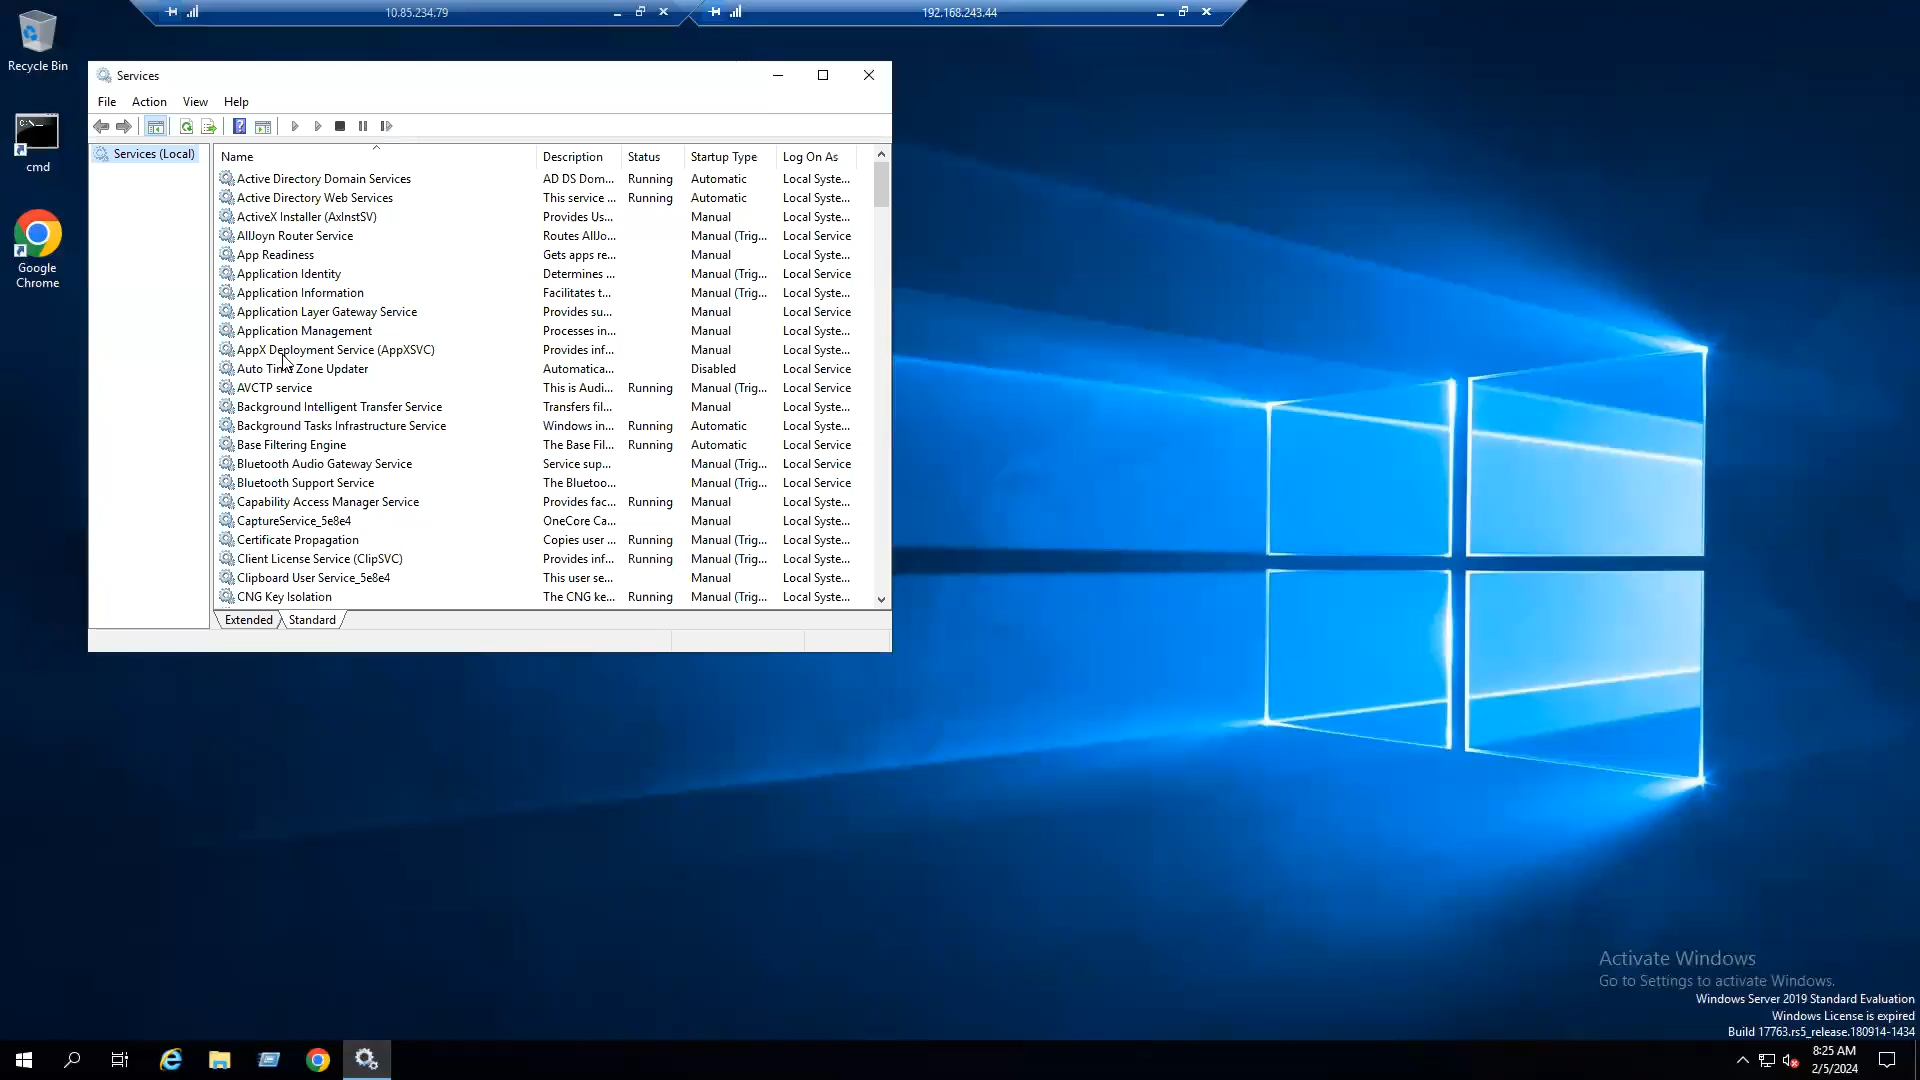 10.85.234.79
192.168.243.44
Recycle Bin
cmd
Google
Chrome
Services
File Action View Help
Services (Local)
Name Description Status Startup Type Log On As
Active Directory Domain Services AD DS Dom... Running Automatic Local Syste...
Active Directory Web Services This service ... Running Automatic Local Syste...
ActiveX Installer (AxInstSV) Provides Us... Manual Local Syste...
AllJoyn Router Service Routes AllJo... Manual (Trig... Local Service
App Readiness Gets apps re... Manual Local Syste...
Application Identity Determines ... Manual (Trig... Local Service
Application Information Facilitates t... Manual (Trig... Local Syste...
Application Layer Gateway Service Provides su... Manual Local Service
Application Management Processes in... Manual Local Syste...
AppX Deployment Service (AppXSVC) Provides inf... Manual Local Syste...
Auto Time Zone Updater Automatica... Disabled Local Service
AVCTP service This is Audi... Running Manual (Trig... Local Service
Background Intelligent Transfer Service Transfers fil... Manual Local Syste...
Background Tasks Infrastructure Service Windows in... Running Automatic Local Syste...
Base Filtering Engine The Base Fil... Running Automatic Local Service
Bluetooth Audio Gateway Service Service sup... Manual (Trig... Local Service
Bluetooth Support Service The Bluetoo... Manual (Trig... Local Service
Capability Access Manager Service Provides fac... Running Manual Local Syste...
CaptureService_5e8e4 OneCore Ca... Manual Local Syste...
Certificate Propagation Copies user ... Running Manual (Trig... Local Syste...
Client License Service (ClipSVC) Provides inf... Running Manual (Trig... Local Syste...
Clipboard User Service_5e8e4 This user se... Manual Local Syste...
CNG Key Isolation The CNG ke... Running Manual (Trig... Local Syste...
Extended Standard
Activate Windows
Go to Settings to activate Windows.
Windows Server 2019 Standard Evaluation
Windows License is expired
Build 17763.rs5_release.180914-1434
8:25 AM
2/5/2024